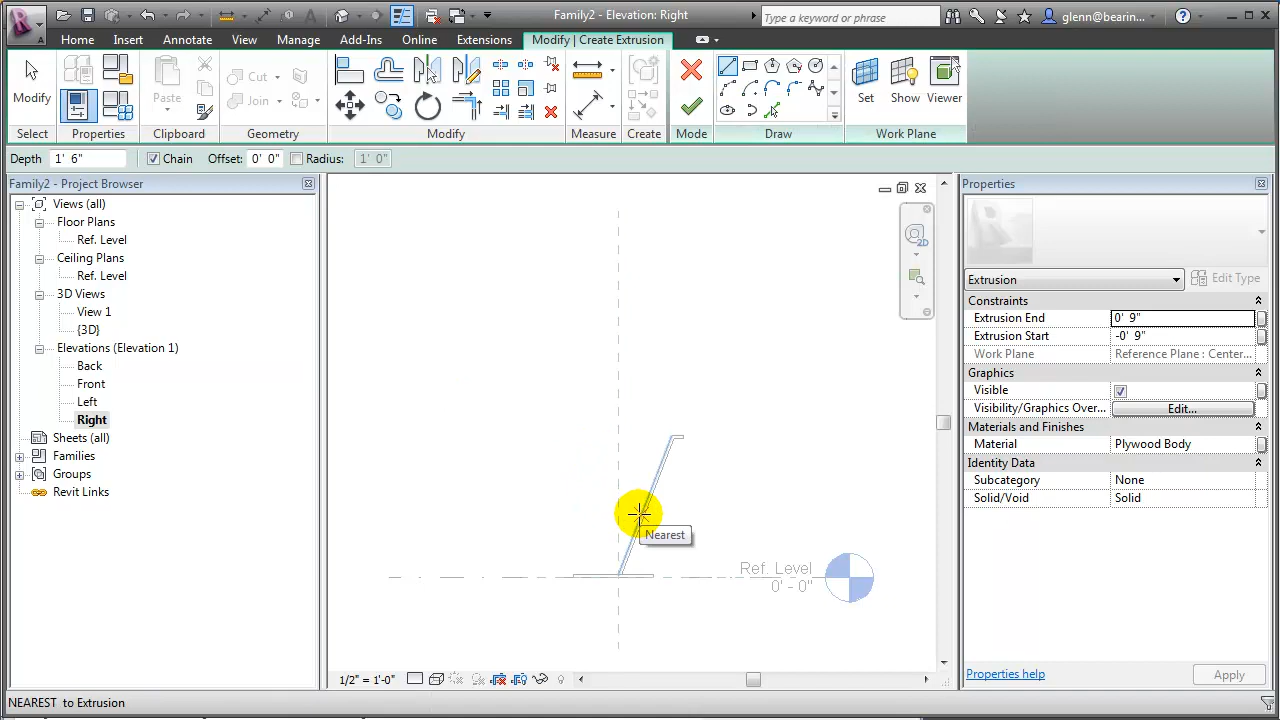 Family2 - Elevation: Right
Type a keyword or phrase
glenn@bearin...
Home Insert Annotate View Manage Add-Ins Online Extensions Modify | Create Extrusion
Modify Paste Cut Join Set Show Viewer
Select Properties Clipboard Geometry Modify Measure Create Mode Draw Work Plane
Depth 1' 6" Chain Offset: 0' 0" Radius: 1' 0"
Family2 - Project Browser
Views (all)
Floor Plans
Ref. Level
Ceiling Plans
Ref. Level
3D Views
View 1
{3D}
Elevations (Elevation 1)
Back
Front
Left
Right
Sheets (all)
Families
Groups
Revit Links
2D
Nearest
Ref. Level
0' - 0"
1/2" = 1'-0"
Properties
Extrusion
Edit Type
Constraints
Extrusion End 0' 9"
Extrusion Start -0' 9"
Work Plane Reference Plane : Center...
Graphics
Visible
Visibility/Graphics Over... Edit...
Materials and Finishes
Material Plywood Body
Identity Data
Subcategory None
Solid/Void Solid
Properties help Apply
NEAREST to Extrusion